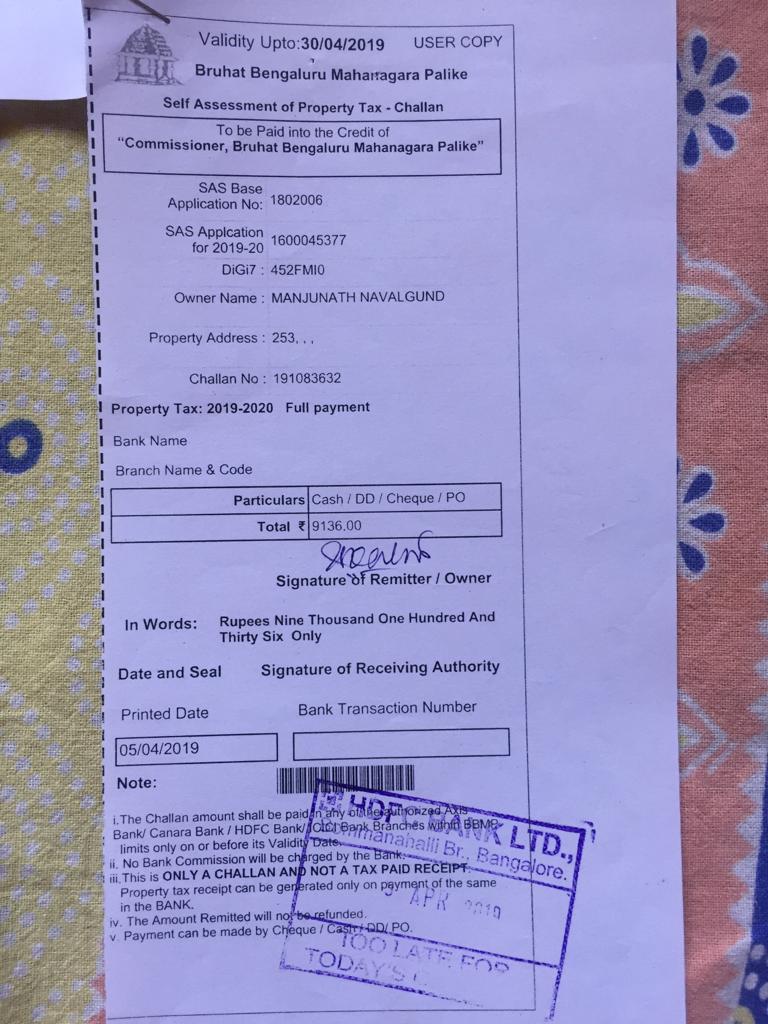 Validity Upto:30/04/2019 USER COPY
Bruhat Bengaluru Mahanagara Palike
Self Assessment of Property Tax - Challan
To be Paid into the Credit of
"Commissioner, Bruhat Bengaluru Mahanagara Palike"
SAS Base
Application No: 1802006
SAS Applcation
for 2019-20 1600045377
DiGi7 : 452FMI0
Owner Name : MANJUNATH NAVALGUND
Property Address : 253, , ,
Challan No : 191083632
Property Tax: 2019-2020 Full payment
Bank Name
Branch Name & Code
Particulars Cash / DD / Cheque / PO
Total ₹ 9136.00
Signature of Remitter / Owner
In Words: Rupees Nine Thousand One Hundred And
Thirty Six Only
Date and Seal Signature of Receiving Authority
Printed Date Bank Transaction Number
05/04/2019
Note:
i.The Challan amount shall be paid in any of the authorized Axis
Bank/ Canara Bank / HDFC Bank/ ICICI Bank Branches within BBMP
limits only on or before its Validity Date.
ii. No Bank Commission will be charged by the Bank.
iii.This is ONLY A CHALLAN AND NOT A TAX PAID RECEIPT.
Property tax receipt can be generated only on payment of the same
in the BANK.
iv. The Amount Remitted will not be refunded.
v. Payment can be made by Cheque / Cash / DD/ PO.
HDFC BANK LTD.,
Br., Bangalore.
APR 2019
TOO LATE FOR
TODAY'S